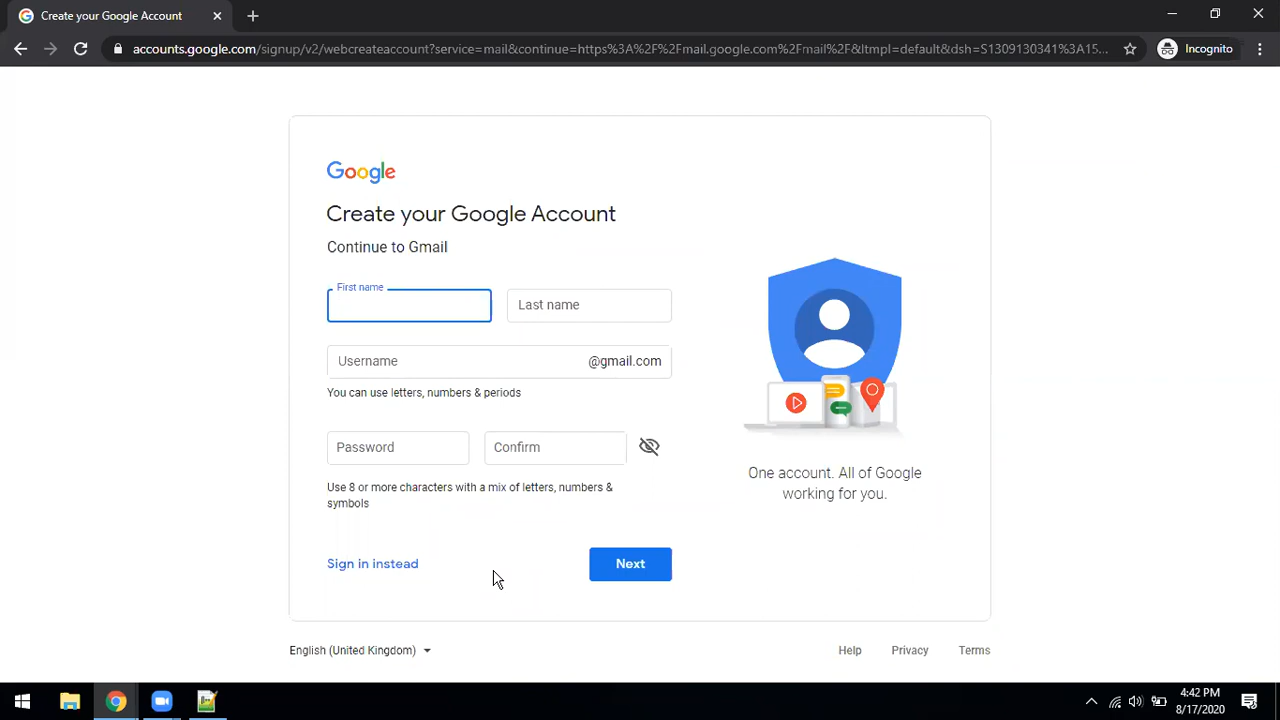 Create your Google Account
accounts.google.com/signup/v2/webcreateaccount?service=mail&continue=https%3A%2F%2Fmail.google.com%2Fmail%2F&ltmpl=default&dsh=S1309130341%3A15...
Incognito
Google
Create your Google Account
Continue to Gmail
First name
Last name
Username
@gmail.com
You can use letters, numbers & periods
Password
Confirm
Use 8 or more characters with a mix of letters, numbers &
symbols
One account. All of Google
working for you.
Sign in instead
Next
English (United Kingdom)
Help
Privacy
Terms
4:42 PM
8/17/2020